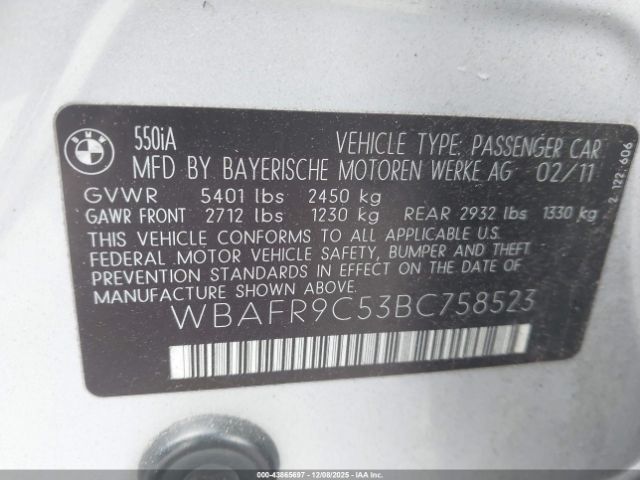 BMW
550iA
VEHICLE TYPE: PASSENGER CAR
MFD BY BAYERISCHE MOTOREN WERKE AG 02/11
GVWR 5401 lbs 2450 kg
GAWR FRONT 2712 lbs 1230 kg REAR 2932 lbs 1330 kg
THIS VEHICLE CONFORMS TO ALL APPLICABLE U.S.
FEDERAL MOTOR VEHICLE SAFETY, BUMPER AND THEFT
PREVENTION STANDARDS IN EFFECT ON THE DATE OF
MANUFACTURE SHOWN ABOVE.
WBAFR9C53BC758523
2 122 606
000-43865697 - 12/08/2025 - COPYRIGHT IAA, LLC.